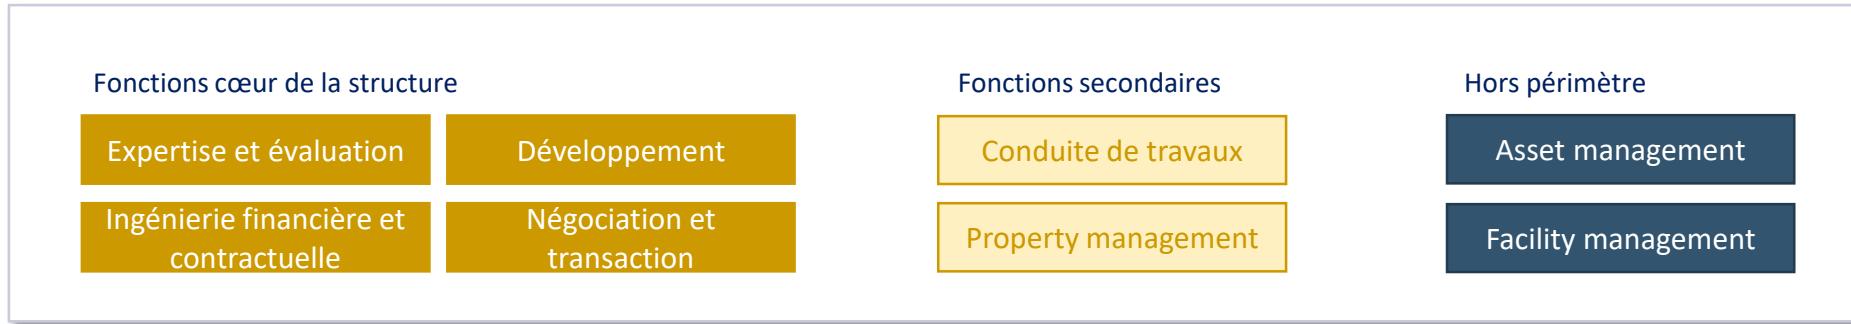 Fonctions cœur de la structure
Expertise et évaluation
Développement
Ingénierie financière et
contractuelle
Négociation et
transaction
Fonctions secondaires
Conduite de travaux
Property management
Hors périmètre
Asset management
Facility management